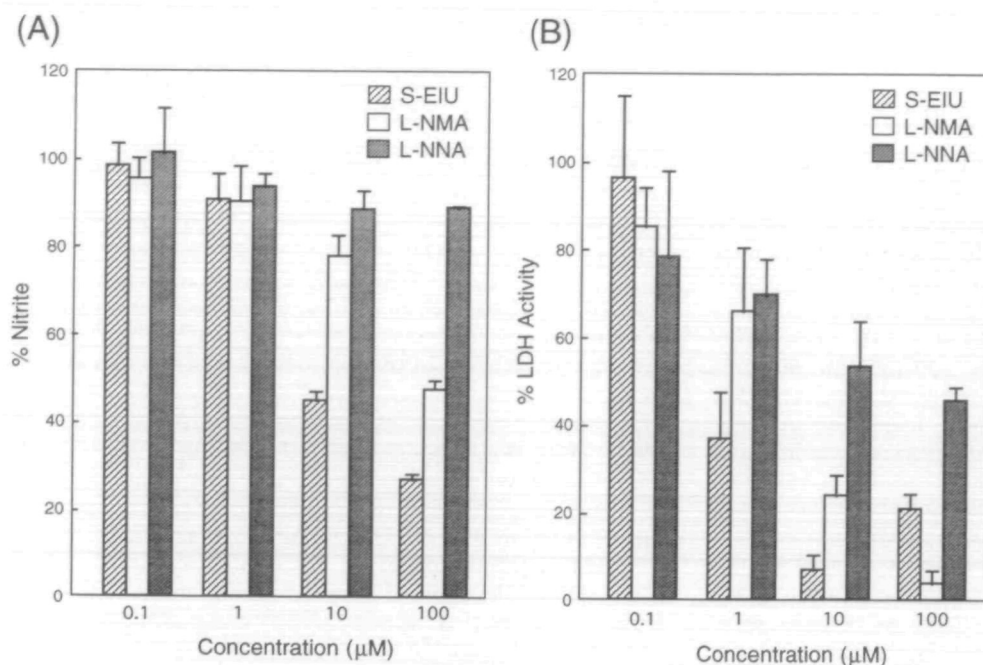 (A)
120
100
80
60
40
20
0
% Nitrite
S-EIU
L-NMA
L-NNA
0.1 1 10 100
Concentration (μM)
(B)
120
100
80
60
40
20
0
% LDH Activity
S-EIU
L-NMA
L-NNA
0.1 1 10 100
Concentration (μM)